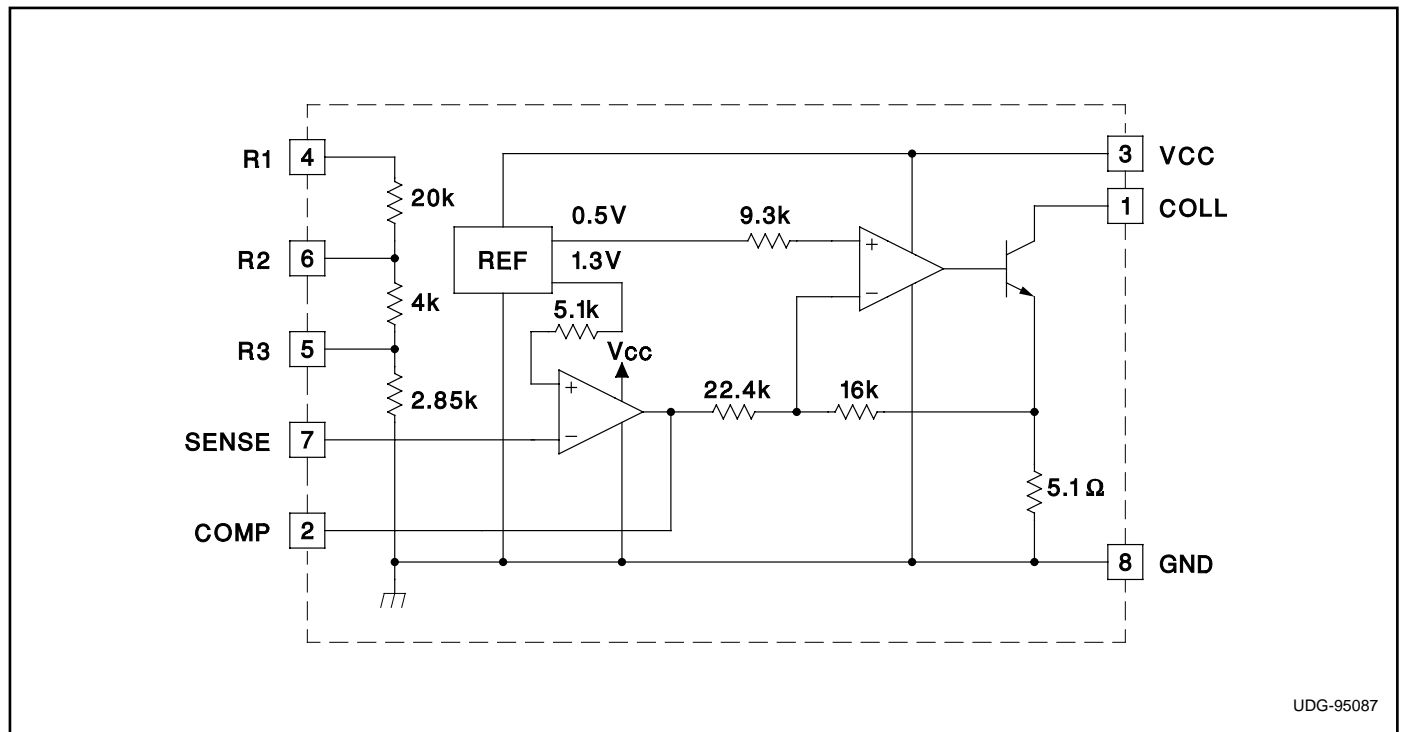 R1 4
20k
R2 6
4k
R3 5
2.85k
SENSE 7
COMP 2
REF
0.5V
1.3V
5.1k
VCC
+
−
22.4k
16k
9.3k
+
−
5.1 Ω
3 VCC
1 COLL
8 GND
UDG-95087